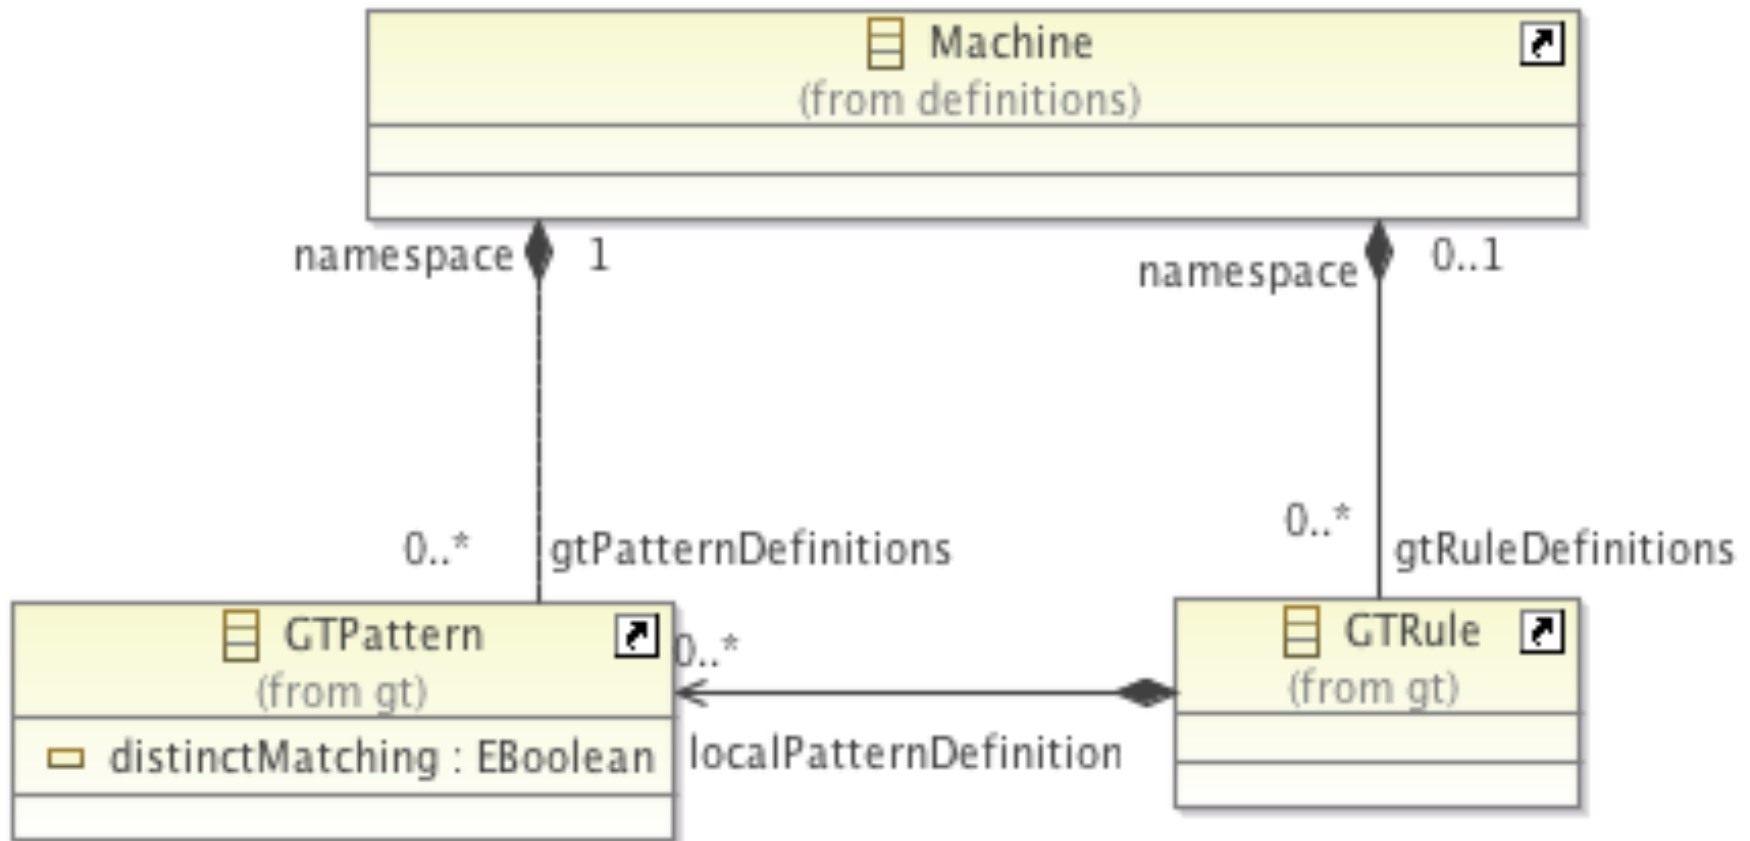 Machine
(from definitions)
namespace
1
namespace
0..1
0..*
gtPatternDefinitions
0..*
gtRuleDefinitions
GTPattern
(from gt)
distinctMatching : EBoolean
0..*
localPatternDefinition
GTRule
(from gt)